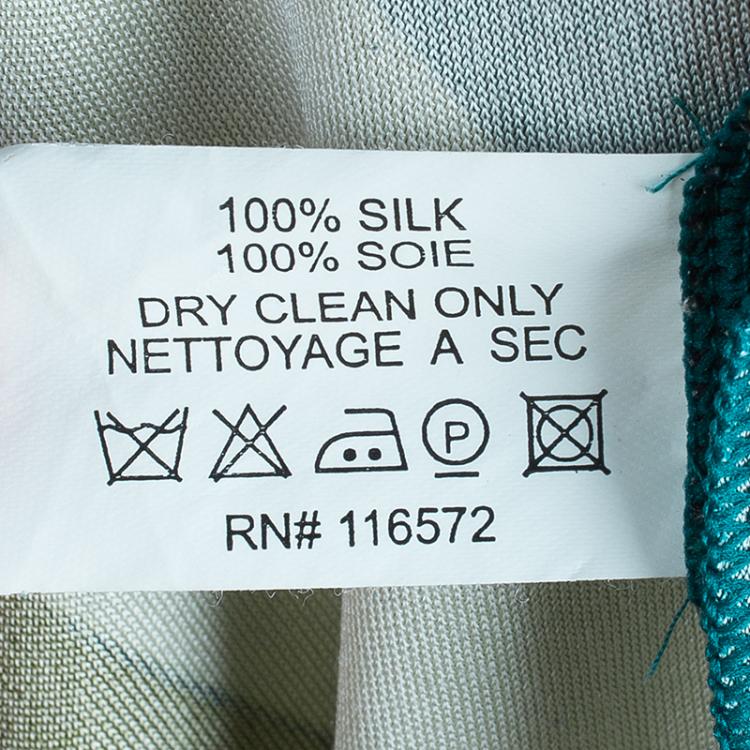 100% SILK
100% SOIE
DRY CLEAN ONLY
NETTOYAGE A SEC
P
RN# 116572